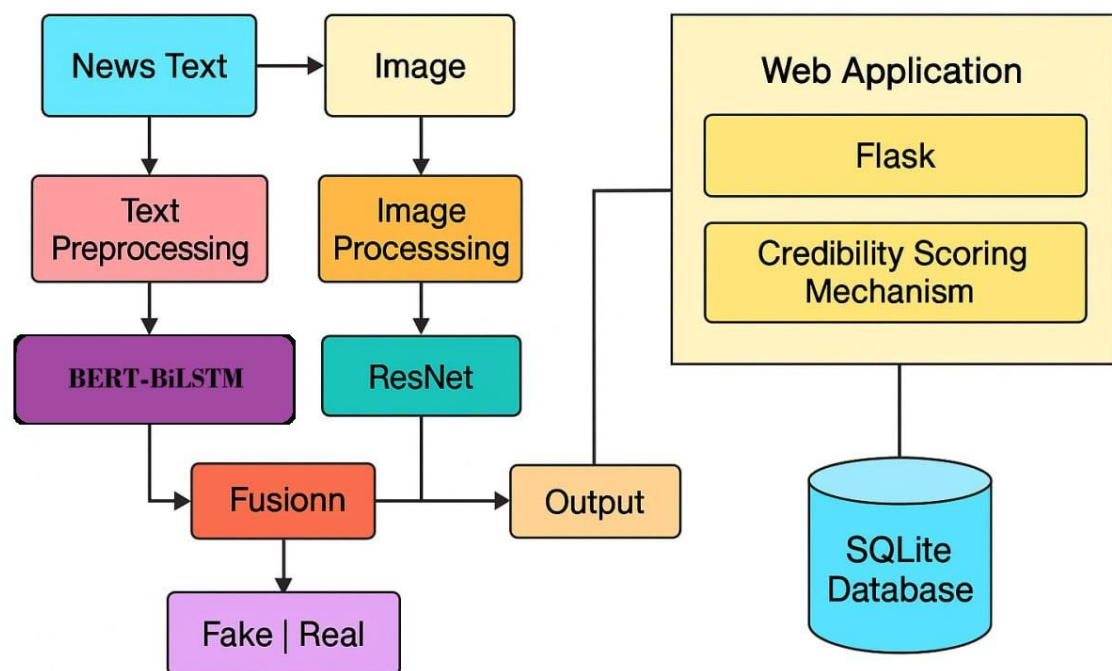 News Text
Image
Web Application
Flask
Text
Preprocessing
Image
Processsing
Credibility Scoring
Mechanism
BERT-BiLSTM
ResNet
Fusionn
Output
SQLite
Database
Fake | Real